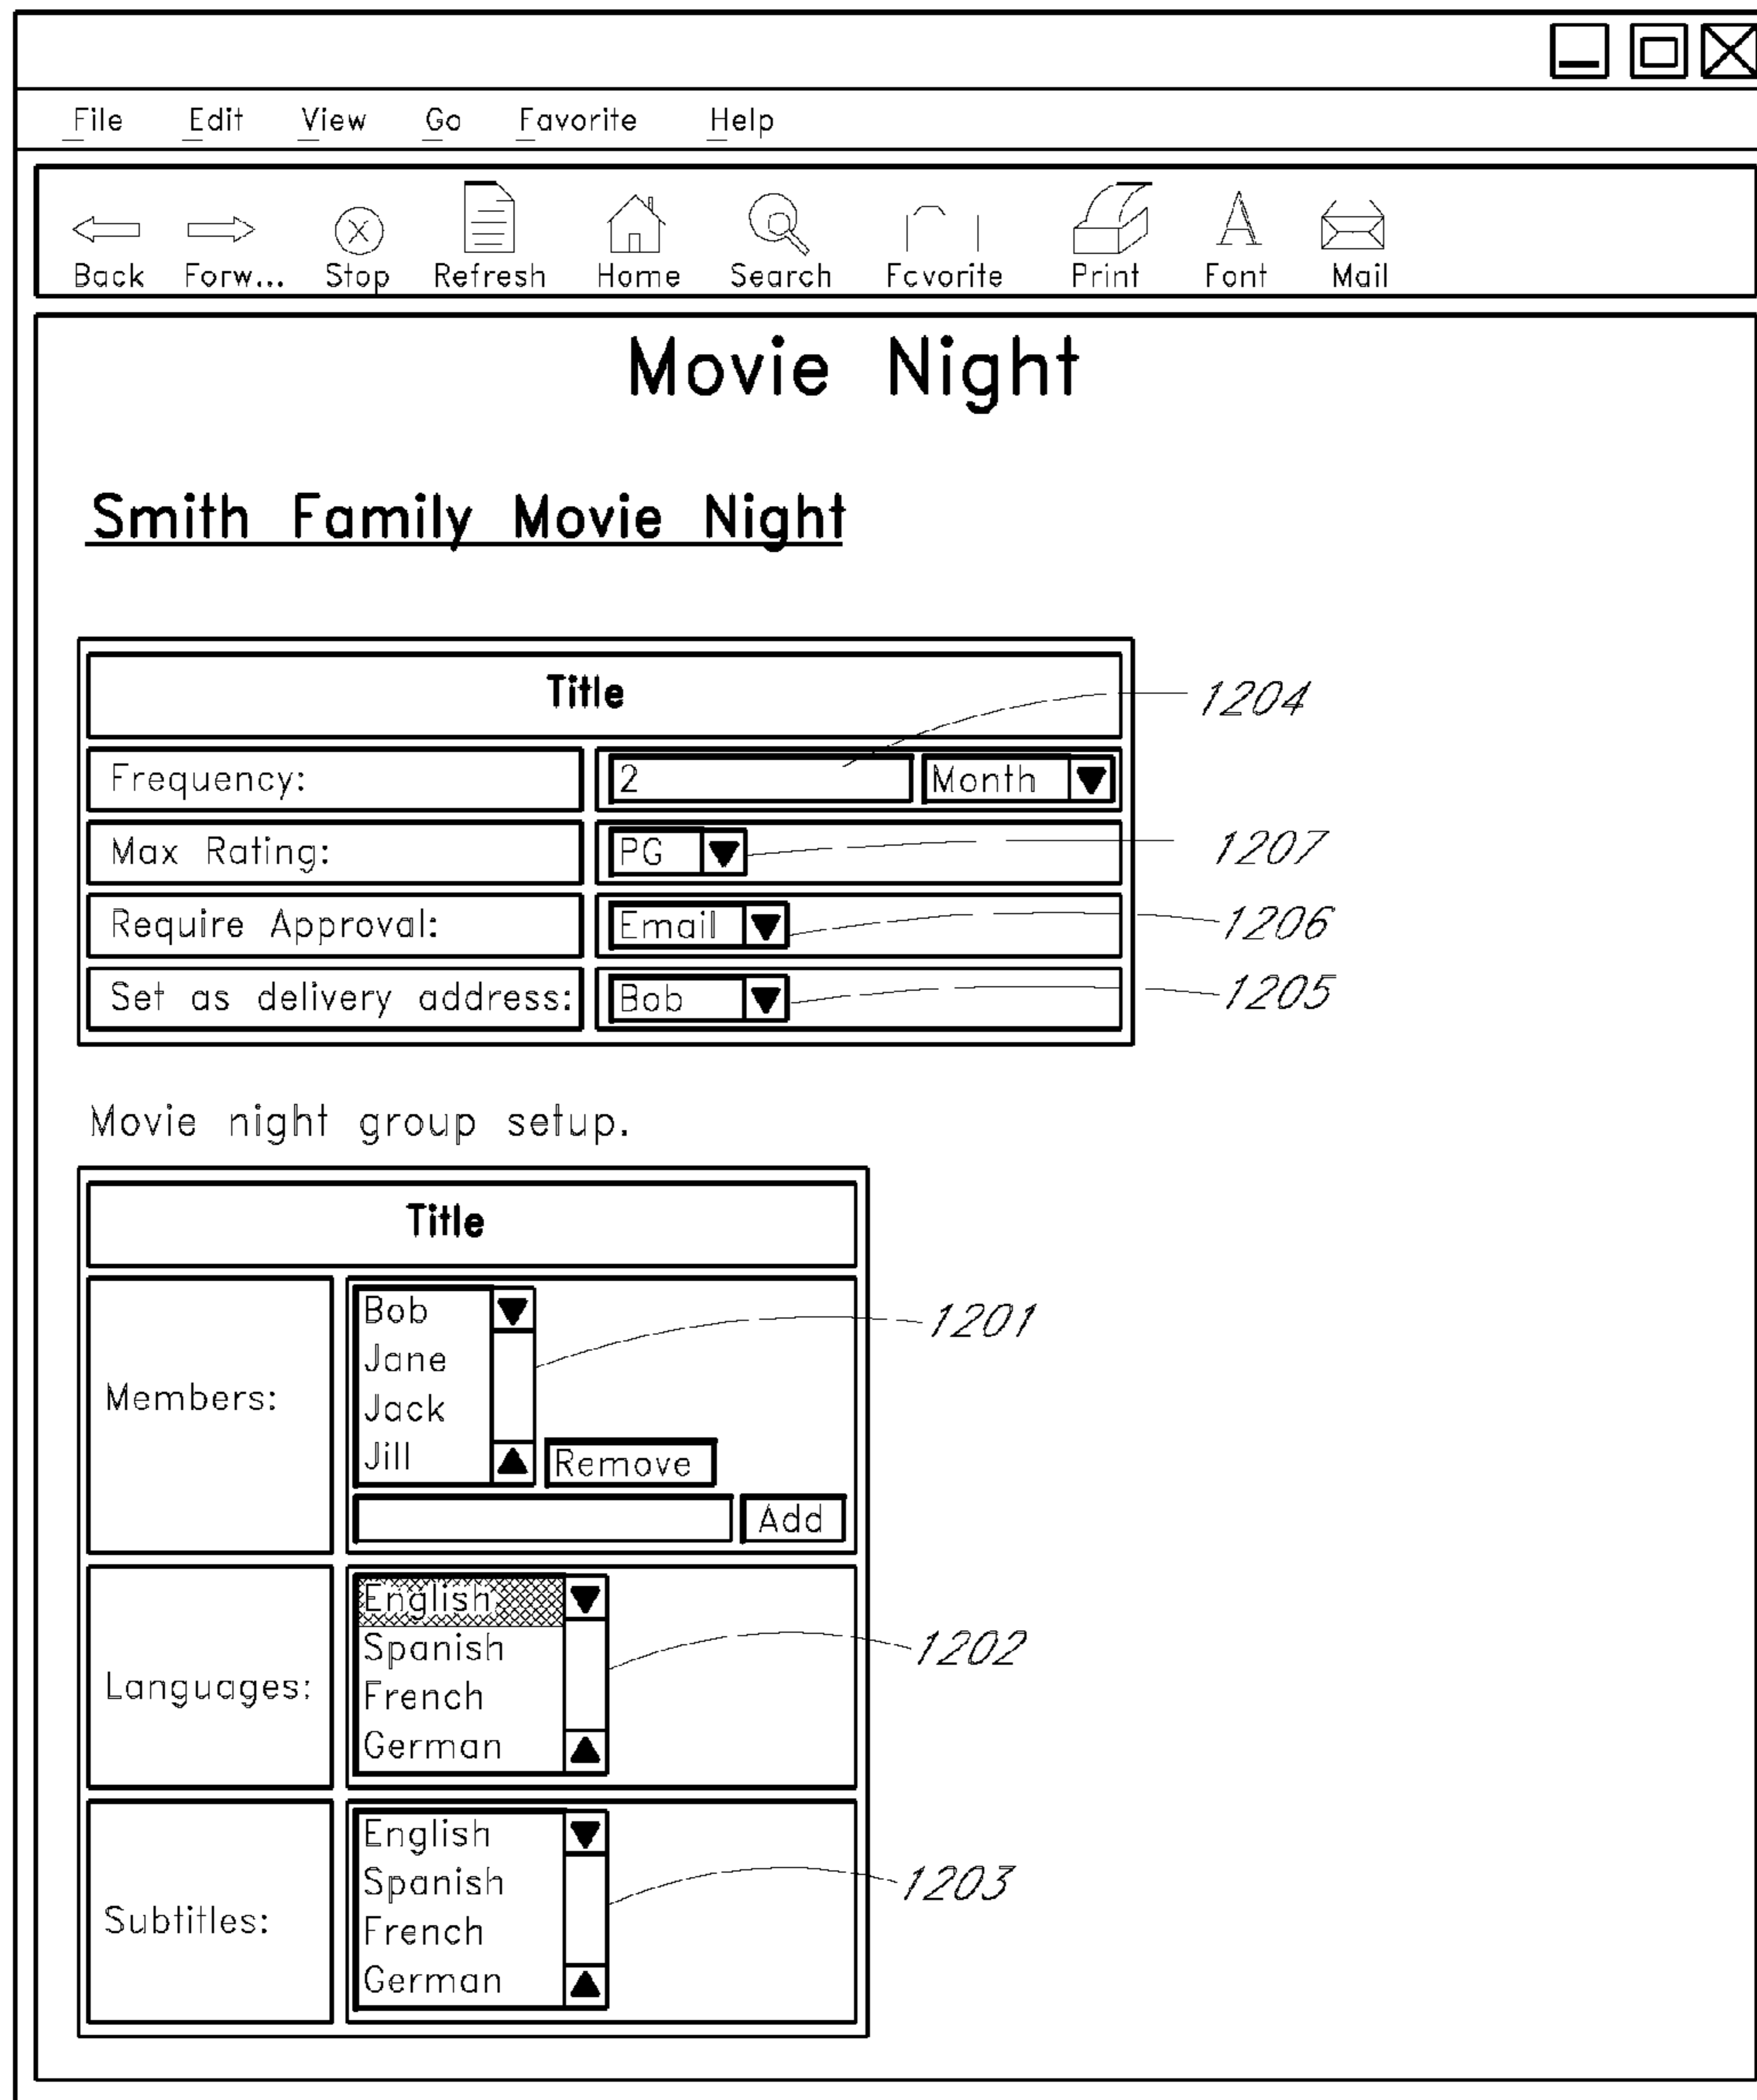 File Edit View Go Favorite Help
Back Forw... Stop Refresh Home Search Fcvorite Print Font Mail
Movie Night
Smith Family Movie Night
Title
1204
Frequency: 2 Month
Max Rating: PG 1207
Require Approval: Email 1206
Set as delivery address: Bob 1205
Movie night group setup.
Title
Members:
Bob
1201
Jane
Jack
Jill
Remove
Add
Languages:
English
Spanish
1202
French
German
Subtitles:
English
Spanish
1203
French
German